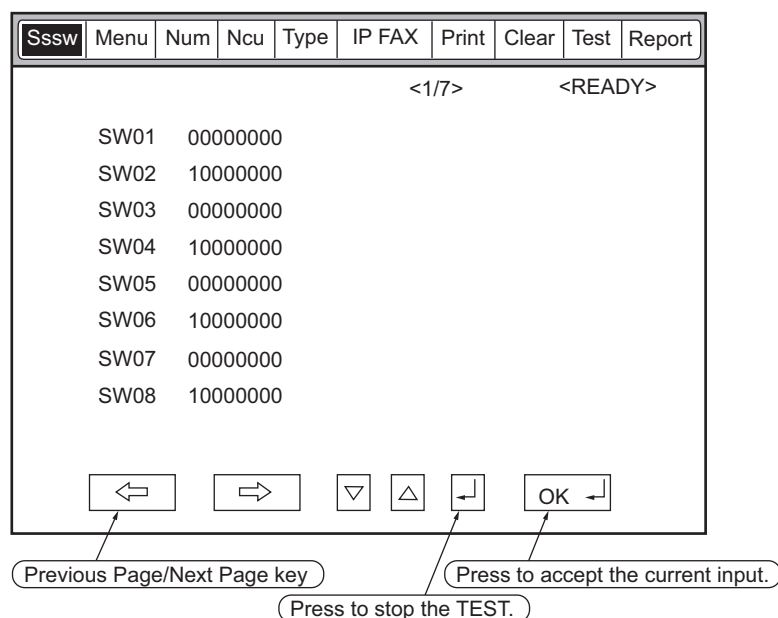 Sssw Menu Num Ncu Type IP FAX Print Clear Test Report
<1/7> <READY>
SW01 00000000
SW02 10000000
SW03 00000000
SW04 10000000
SW05 00000000
SW06 10000000
SW07 00000000
SW08 10000000
OK
Previous Page/Next Page key
Press to accept the current input.
Press to stop the TEST.